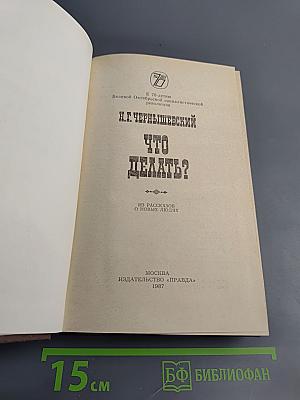 70
К 70-летию
Великой Октябрьской социалистической
революции
Н.Г. ЧЕРНЫШЕВСКИЙ
ЧТО
ДЕЛАТЬ?
ИЗ РАССКАЗОВ
О НОВЫХ ЛЮДЯХ
МОСКВА
ИЗДАТЕЛЬСТВО «ПРАВДА»
1987
15 см
БФ БИБЛИОФАН